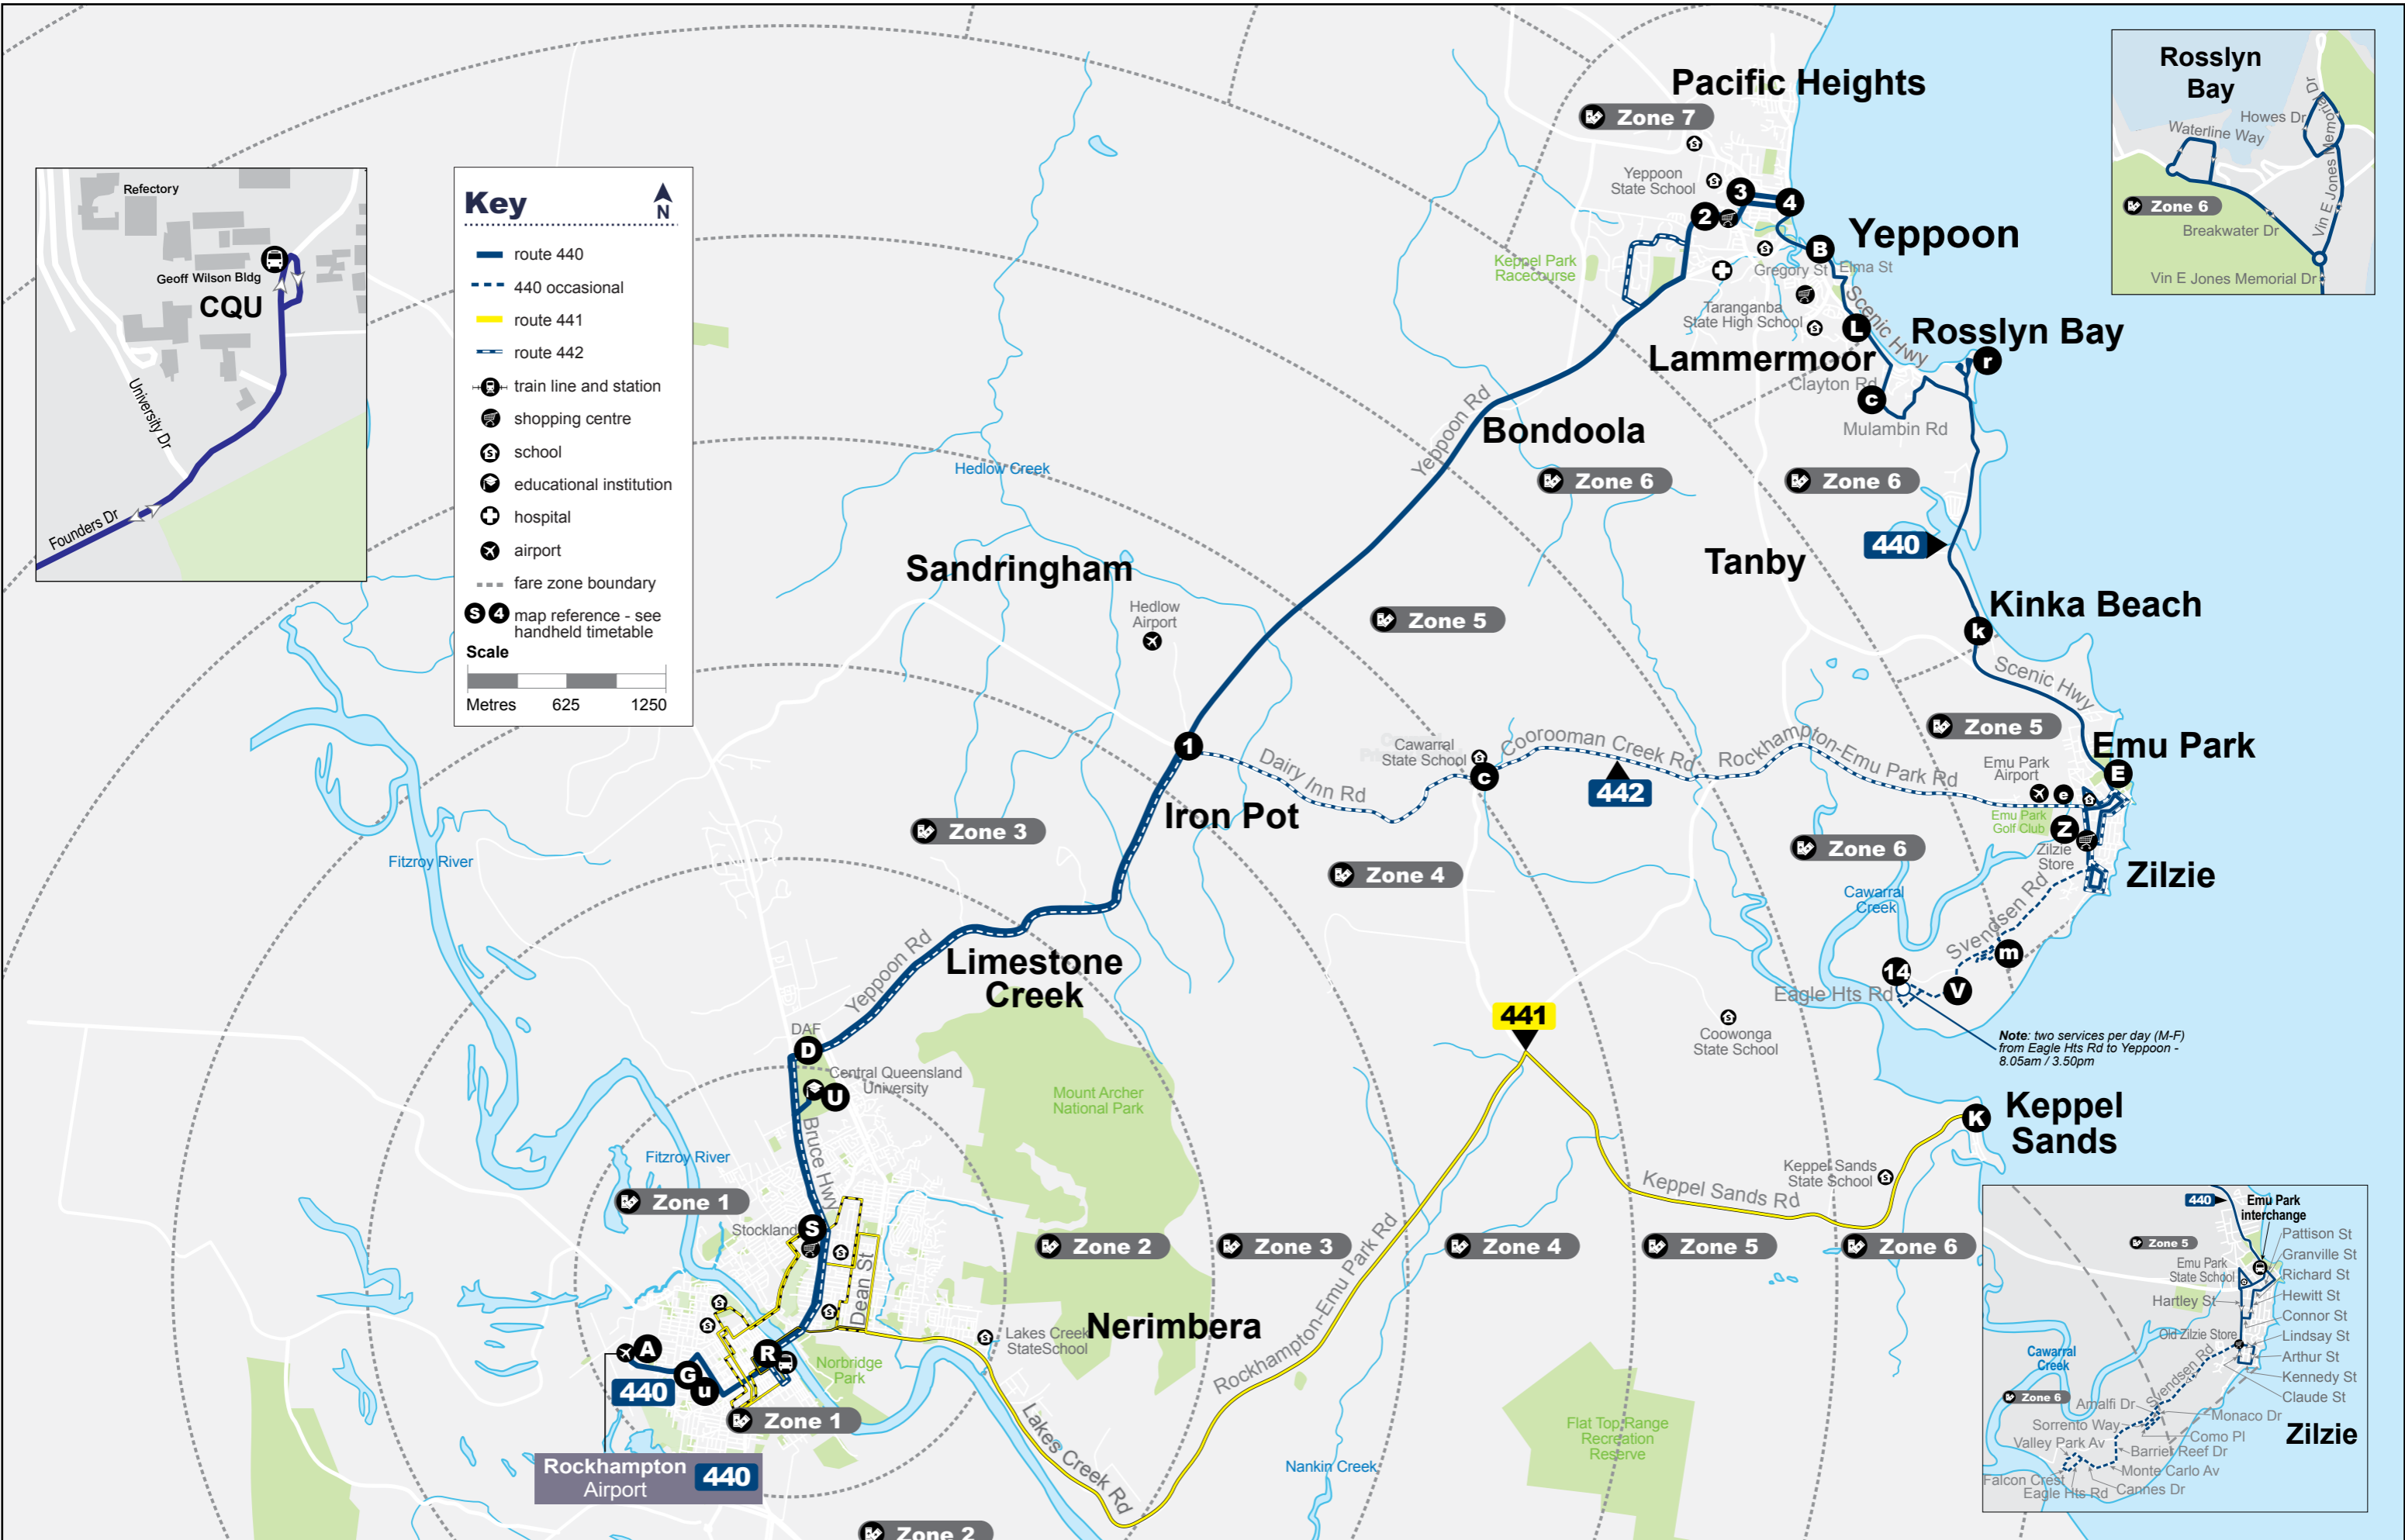 Pacific Heights
Zone 7
Yeppoon
State School
3
4
2
B
Yeppoon
Keppel Park
Racecourse
Gregory St
Elma St
Taranganba
State High School
Scenic Hwy
L
Rosslyn Bay
r
Lammermoor
Clayton Rd
c
Mulambin Rd
Yeppoon Rd
Bondoola
Zone 6
Zone 6
440
Tanby
Kinka Beach
k
Scenic Hwy
Hedlow Creek
Sandringham
Hedlow
Airport
Zone 5
Zone 5
1
Iron Pot
Dairy Inn Rd
Cawarral
State School
c
Coorooman Creek Rd
442
Rockhampton-Emu Park Rd
Emu Park
Emu Park
Airport
E
e
Emu Park
Golf Club
Z
Zilzie
Store
Zilzie
Zone 3
Zone 4
Zone 6
Cawarral
Creek
Svendsen Rd
m
14
V
Eagle Hts Rd
Note: two services per day (M-F)
from Eagle Hts Rd to Yeppoon -
8.05am / 3.50pm
Fitzroy River
Limestone
Creek
Yeppoon Rd
DAF
D
Central Queensland
University
U
Bruce Hwy
Mount Archer
National Park
441
Coowonga
State School
Keppel
Sands
K
Keppel Sands
State School
Keppel Sands Rd
Fitzroy River
Zone 1
Stockland
S
Dean St
Zone 2
Zone 3
Zone 4
Zone 5
Zone 6
Nerimbera
Lakes Creek
StateSchool
Rockhampton-Emu Park Rd
A
G
u
R
440
Norbridge
Park
Zone 1
Lakes Creek Rd
Flat Top Range
Recreation
Reserve
Nankin Creek
Rockhampton
Airport
440
Zone 2
Refectory
Geoff Wilson Bldg
CQU
University Dr
Founders Dr
Key
N
route 440
440 occasional
route 441
route 442
train line and station
shopping centre
school
educational institution
hospital
airport
fare zone boundary
S 4 map reference - see
handheld timetable
Scale
Metres 625 1250
Rosslyn
Bay
Howes Dr
Waterline Way
Vin E Jones Memorial Dr
Zone 6
Breakwater Dr
Vin E Jones Memorial Dr
440
Emu Park
interchange
Pattison St
Zone 5
Granville St
Emu Park
State School
Richard St
Hewitt St
Hartley St
Connor St
Old Zilzie Store
Lindsay St
Arthur St
Cawarral
Creek
Kennedy St
Svendsen Rd
Claude St
Zone 6
Amalfi Dr
Monaco Dr
Sorrento Way
Como Pl
Zilzie
Valley Park Av
Barrier Reef Dr
Monte Carlo Av
Falcon Crest
Cannes Dr
Eagle Hts Rd